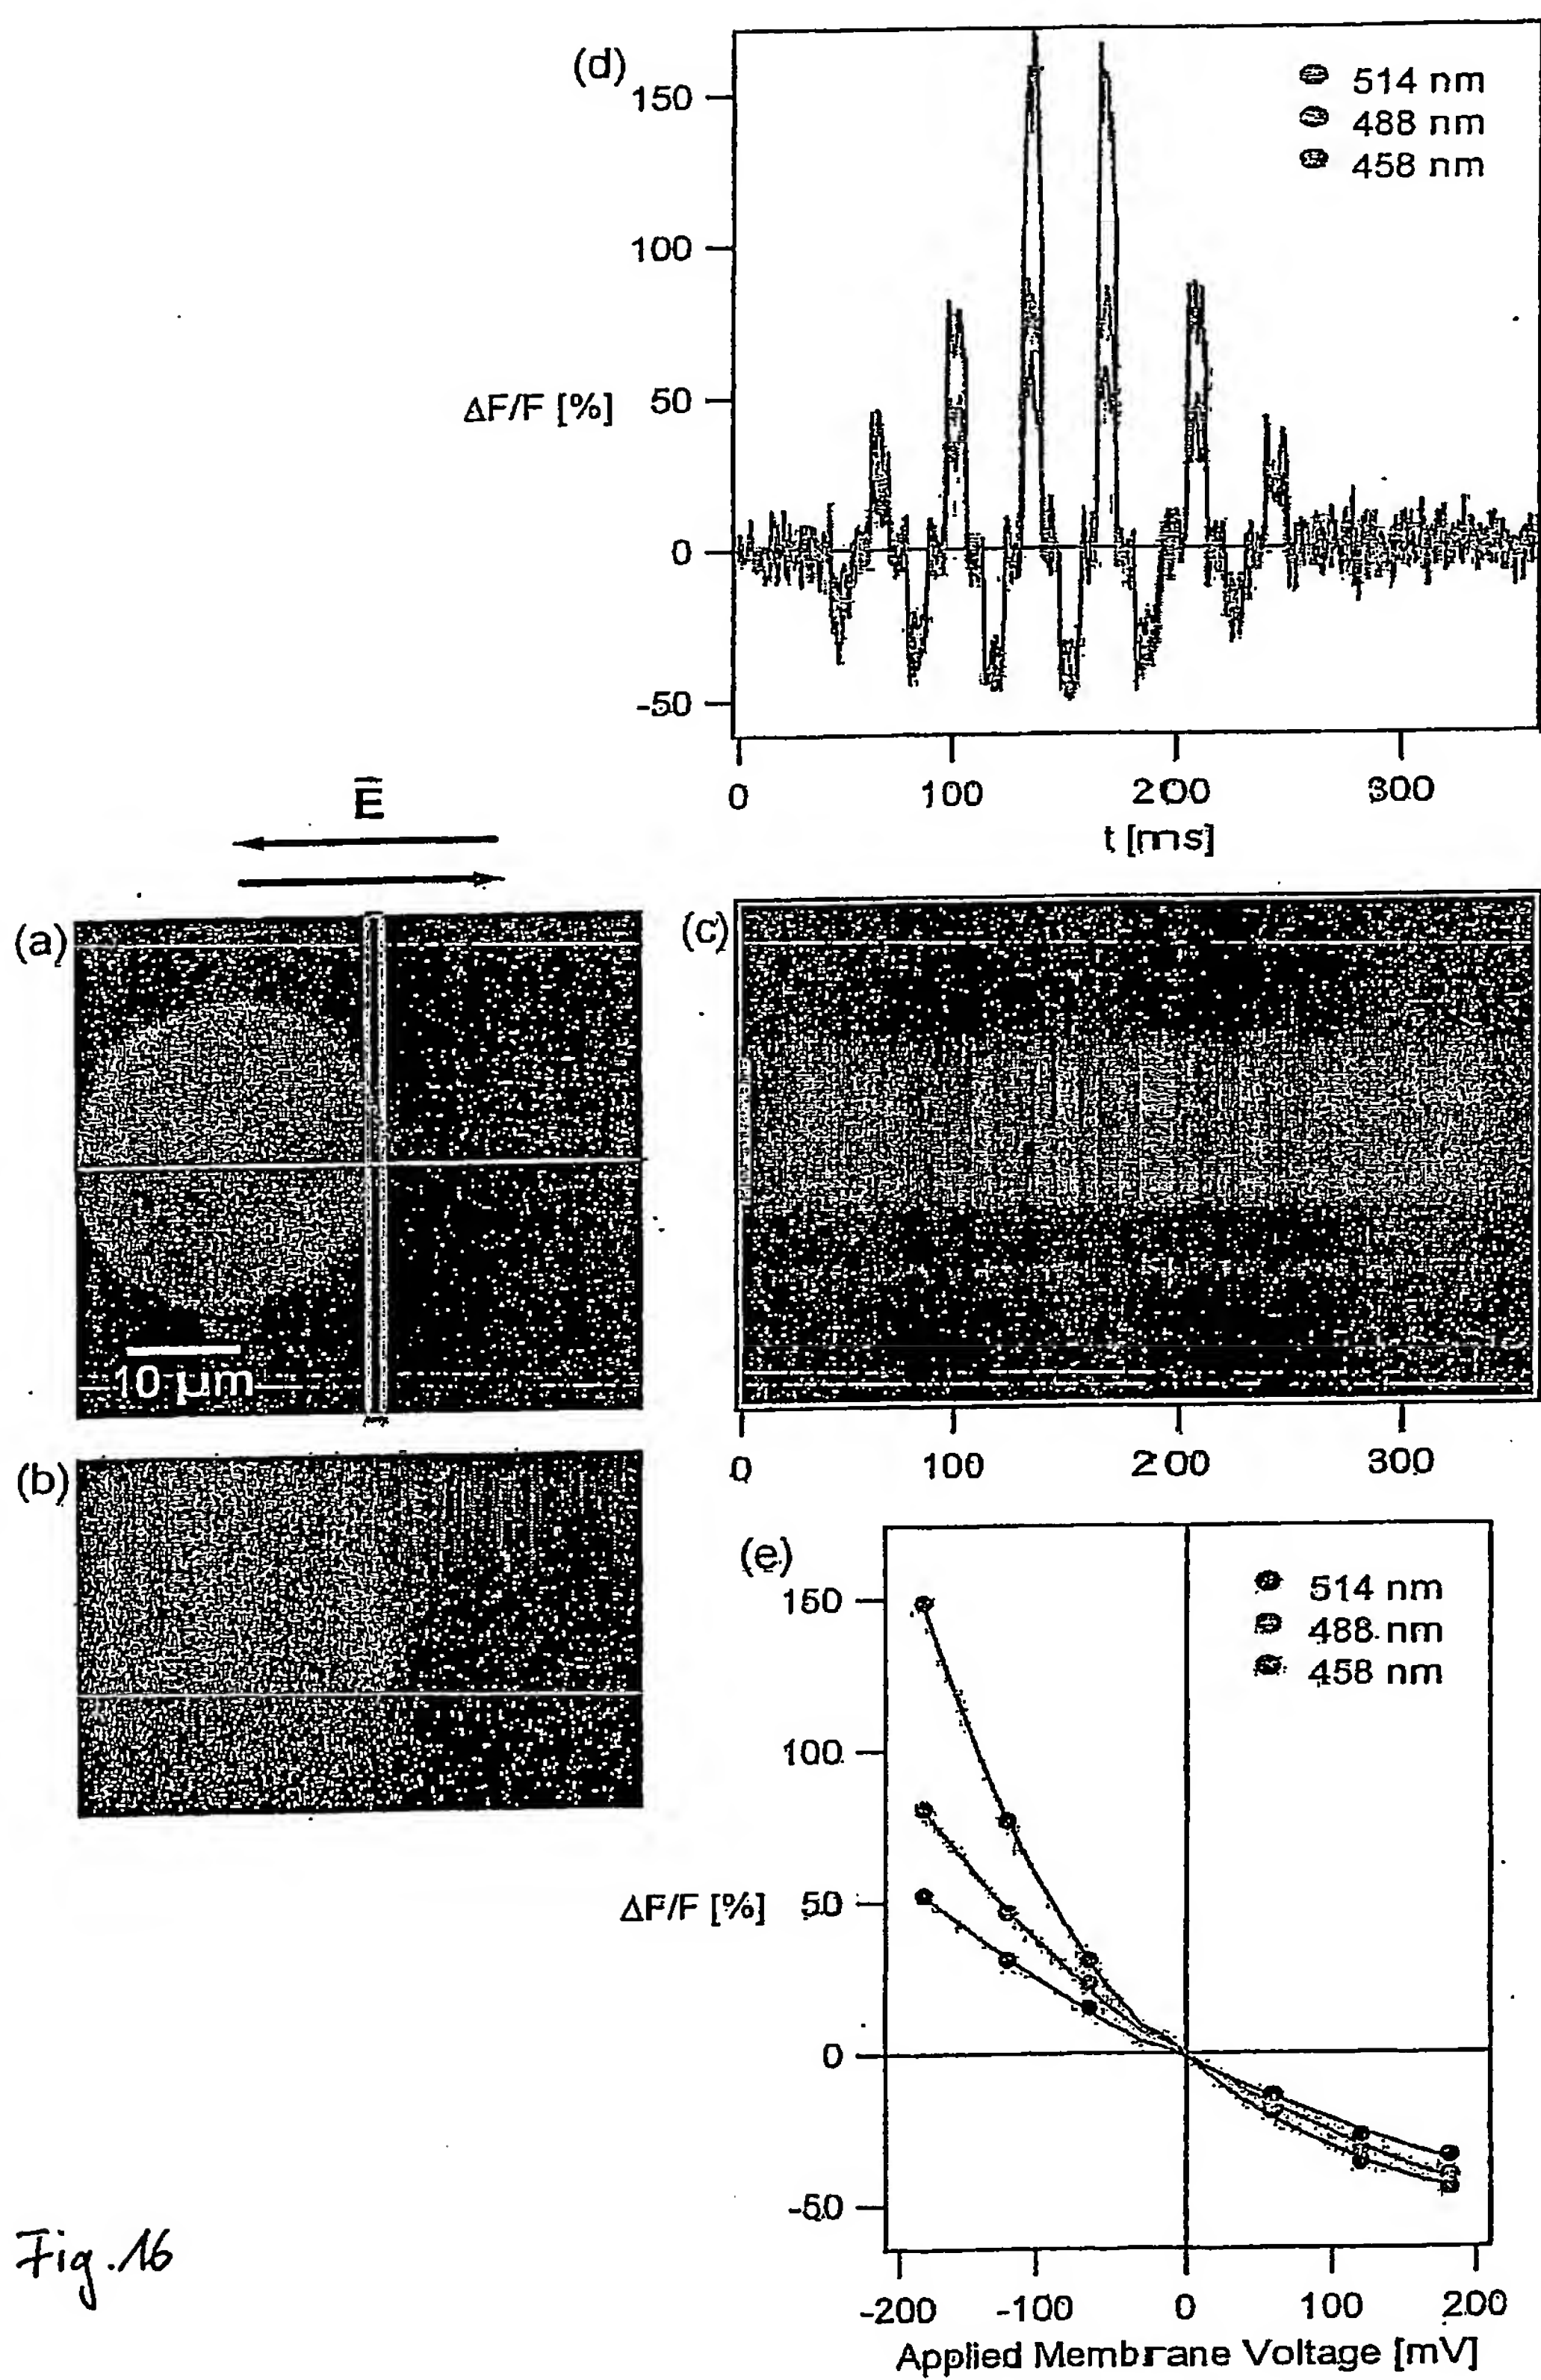 (d)
150
100
50
0
-50
ΔF/F [%]
514 nm
488 nm
458 nm
0 100 200 300
t [ms]
E
(a)
10 µm
(b)
(c)
0 100 200 300
(e)
150
100
50
0
-50
ΔF/F [%]
514 nm
488 nm
458 nm
-200 -100 0 100 200
Applied Membrane Voltage [mV]
Fig. 16